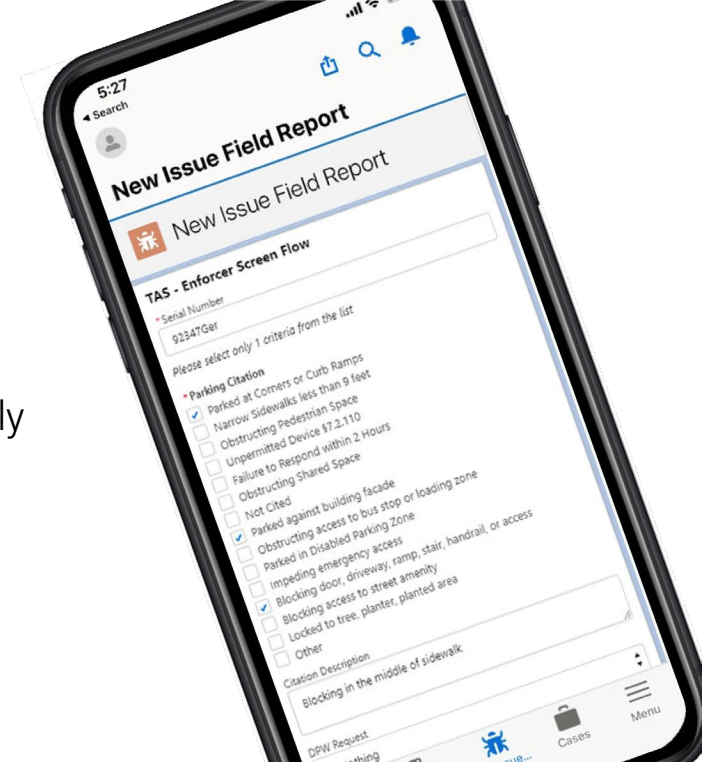 5:27
Search
New Issue Field Report
New Issue Field Report
TAS - Enforcer Screen Flow
* Serial Number
92347Ger
Please select only 1 criteria from the list
* Parking Citation
Parked at Corners or Curb Ramps
Narrow Sidewalks less than 9 feet
Obstructing Pedestrian Space
Unpermitted Device §7.2.110
Failure to Respond within 2 Hours
Obstructing Shared Space
Not Cited
Parked against building facade
Obstructing access to bus stop or loading zone
Parked in Disabled Parking Zone
Impeding emergency access
Blocking door, driveway, ramp, stair, handrail, or access
Blocking access to street amenity
Locked to tree, planter, planted area
Other
Citation Description
Blocking in the middle of sidewalk
DPW Request
Cases
Menu